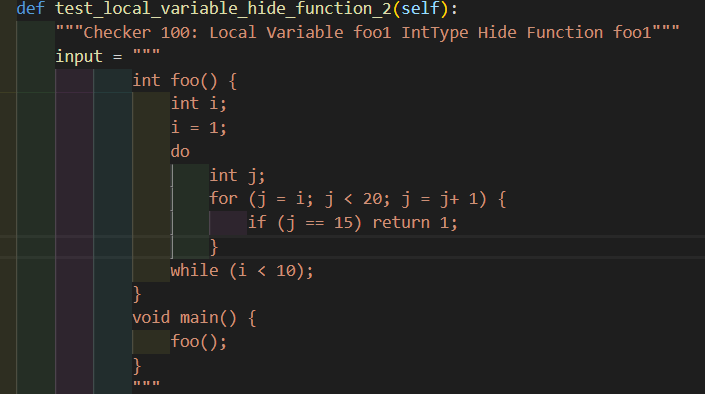 def test_local_variable_hide_function_2(self):
    """Checker 100: Local Variable foo1 IntType Hide Function foo1"""
    input = """
            int foo() {
                int i;
                i = 1;
                do
                    int j;
                    for (j = i; j < 20; j = j+ 1) {
                        if (j == 15) return 1;
                    }
                while (i < 10);
            }
            void main() {
                foo();
            }
            """